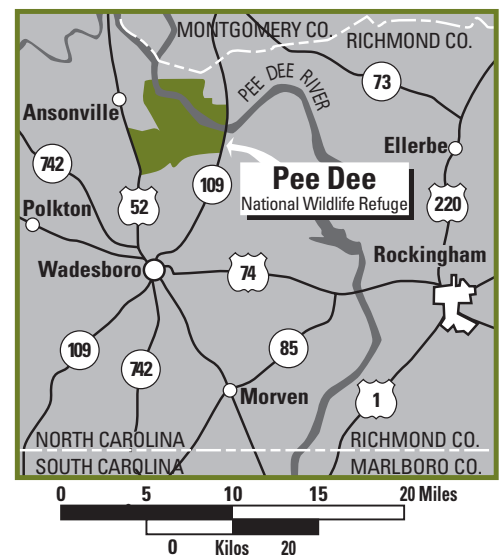 MONTGOMERY CO.
RICHMOND CO.
73
PEE DEE RIVER
Ansonville
Ellerbe
742
109
Pee Dee
National Wildlife Refuge
52
220
Polkton
Rockingham
Wadesboro
74
109
742
85
1
Morven
NORTH CAROLINA
RICHMOND CO.
SOUTH CAROLINA
MARLBORO CO.
0 5 10 15 20 Miles
0 Kilos 20